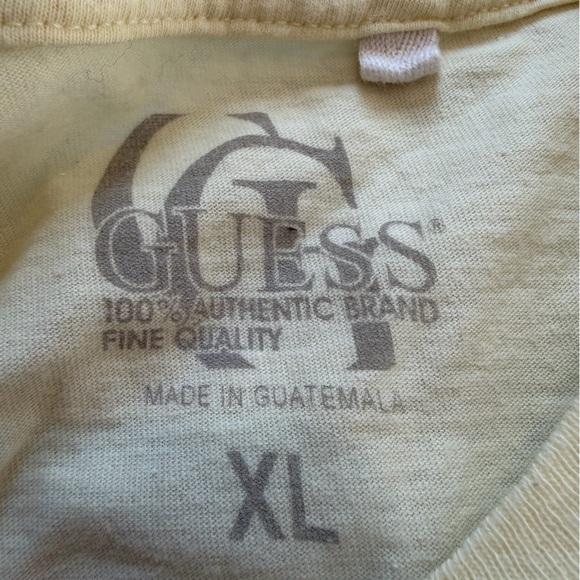 GUESS®
100% AUTHENTIC BRAND
FINE QUALITY
MADE IN GUATEMALA
XL